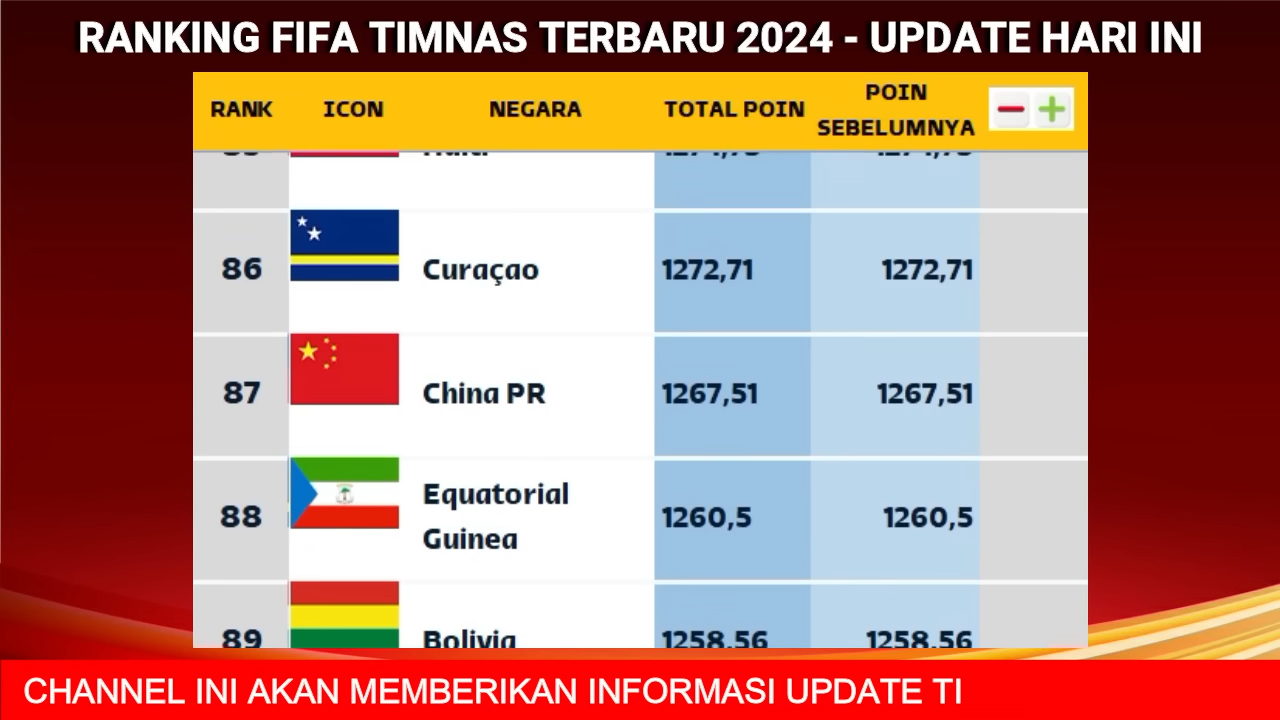 RANKING FIFA TIMNAS TERBARU 2024 - UPDATE HARI INI
RANK ICON NEGARA TOTAL POIN POIN SEBELUMNYA
86 Curaçao 1272,71 1272,71
87 China PR 1267,51 1267,51
88 Equatorial Guinea 1260,5 1260,5
89 Bolivia 1258,56 1258,56
CHANNEL INI AKAN MEMBERIKAN INFORMASI UPDATE TI